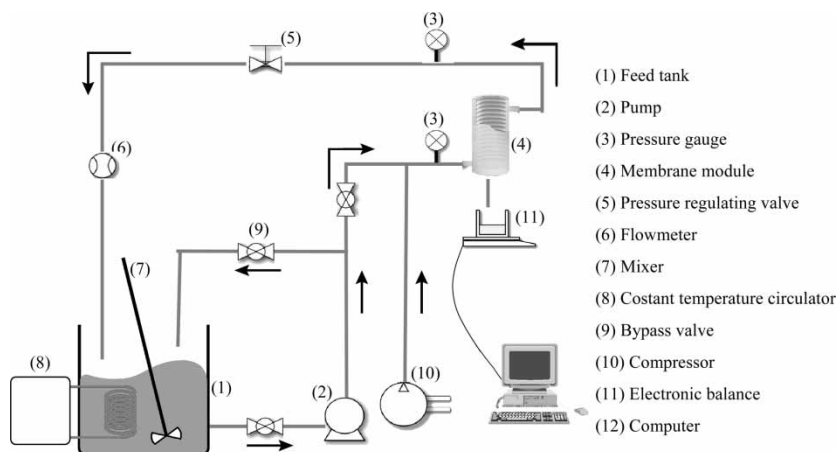 (3)
(5)
(3)
(4)
(6)
(11)
(9)
(7)
(8)
(1)
(2)
(10)
(1) Feed tank
(2) Pump
(3) Pressure gauge
(4) Membrane module
(5) Pressure regulating valve
(6) Flowmeter
(7) Mixer
(8) Costant temperature circulator
(9) Bypass valve
(10) Compressor
(11) Electronic balance
(12) Computer